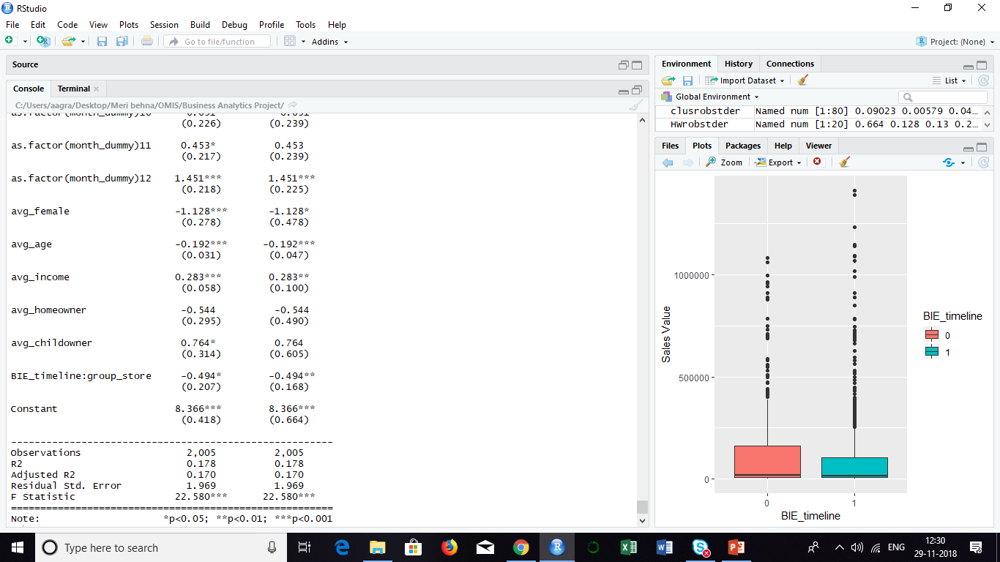 RStudio
File Edit Code View Plots Session Build Debug Profile Tools Help
Go to file/function Addins Project: (None)
Source
Console Terminal
C:/Users/aagra/Desktop/Meri behna/OMIS/Business Analytics Project/
as.factor(month_dummy)10 0.031 0.031
(0.226) (0.239)
as.factor(month_dummy)11 0.453* 0.453
(0.217) (0.239)
as.factor(month_dummy)12 1.451*** 1.451***
(0.218) (0.225)
avg_female -1.128*** -1.128*
(0.278) (0.478)
avg_age -0.192*** -0.192***
(0.031) (0.047)
avg_income 0.283*** 0.283**
(0.058) (0.100)
avg_homeowner -0.544 -0.544
(0.295) (0.490)
avg_childowner 0.764* 0.764
(0.314) (0.605)
BIE_timeline:group_store -0.494* -0.494**
(0.207) (0.168)
Constant 8.366*** 8.366***
(0.418) (0.664)
--------------------------------------------------------
Observations 2,005 2,005
R2 0.178 0.178
Adjusted R2 0.170 0.170
Residual Std. Error 1.969 1.969
F Statistic 22.580*** 22.580***
========================================================
Note: *p<0.05; **p<0.01; ***p<0.001
Environment History Connections
Import Dataset List
Global Environment
clusrobstder Named num [1:80] 0.09023 0.00579 0.04...
HWrobstder Named num [1:20] 0.664 0.128 0.13 0.2...
Files Plots Packages Help Viewer
Zoom Export
Sales Value
1000000
500000
0
0 1
BIE_timeline
BIE_timeline
0
1
Type here to search
ENG
12:30
29-11-2018